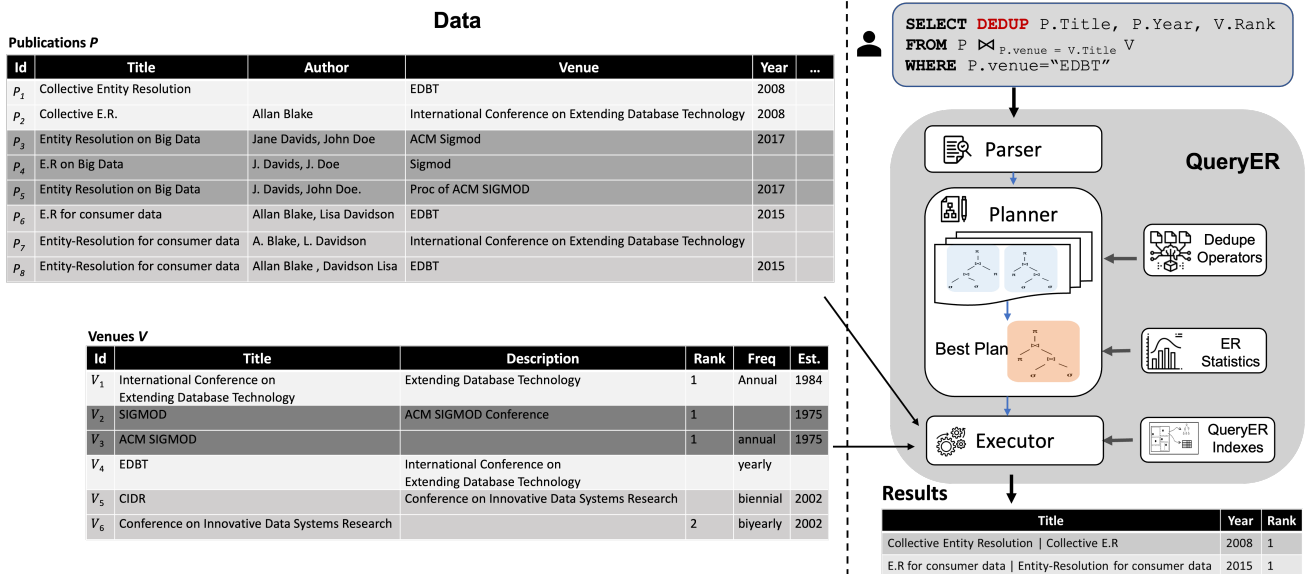 Data
Publications P
Id Title Author Venue Year ...
P1 Collective Entity Resolution EDBT 2008
P2 Collective E.R. Allan Blake International Conference on Extending Database Technology 2008
P3 Entity Resolution on Big Data Jane Davids, John Doe ACM Sigmod 2017
P4 E.R on Big Data J. Davids, J. Doe Sigmod
P5 Entity Resolution on Big Data J. Davids, John Doe. Proc of ACM SIGMOD 2017
P6 E.R for consumer data Allan Blake, Lisa Davidson EDBT 2015
P7 Entity-Resolution for consumer data A. Blake, L. Davidson International Conference on Extending Database Technology
P8 Entity-Resolution for consumer data Allan Blake , Davidson Lisa EDBT 2015
Venues V
Id Title Description Rank Freq Est.
V1 International Conference on Extending Database Technology 1 Annual 1984
Extending Database Technology
V2 SIGMOD ACM SIGMOD Conference 1 1975
V3 ACM SIGMOD 1 annual 1975
V4 EDBT International Conference on yearly
Extending Database Technology
V5 CIDR Conference on Innovative Data Systems Research biennial 2002
V6 Conference on Innovative Data Systems Research 2 biyearly 2002
SELECT DEDUP P.Title, P.Year, V.Rank
FROM P ⋈ P.venue = V.Title V
WHERE P.venue=“EDBT”
QueryER
Parser
Planner
Dedupe
Operators
Best Plan
ER
Statistics
Executor
QueryER
Indexes
Results
Title Year Rank
Collective Entity Resolution | Collective E.R 2008 1
E.R for consumer data | Entity-Resolution for consumer data 2015 1